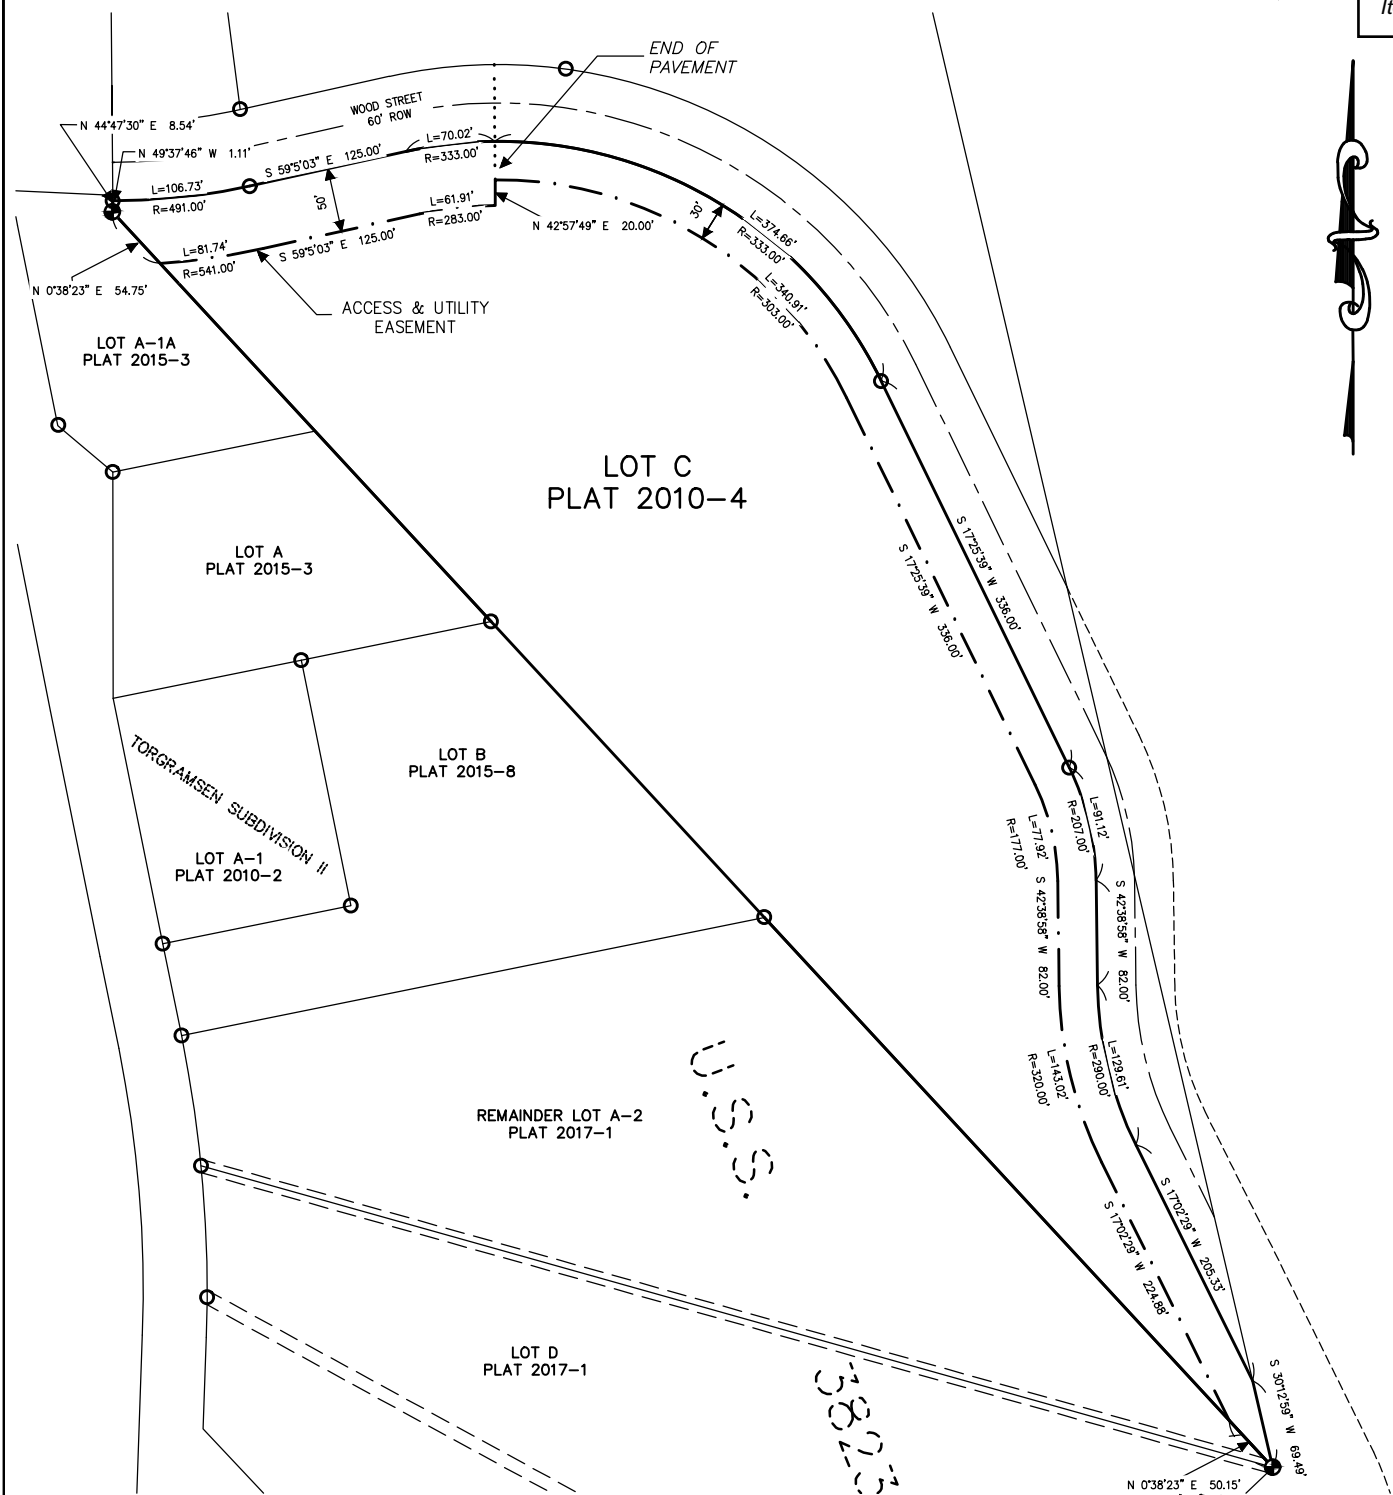 It
END OF
PAVEMENT
WOOD STREET
60' ROW
N 44°47'30" E 8.54'
N 49°37'46" W 1.11'
L=70.02'
R=333.00'
S 59°5'03" E 125.00'
L=106.73'
R=491.00'
50'
L=61.91'
R=283.00'
N 42°57'49" E 20.00'
30'
L=374.66'
R=333.00'
L=81.74'
R=541.00'
S 59°5'03" E 125.00'
N 0°38'23" E 54.75'
L=340.91'
R=303.00'
ACCESS & UTILITY
EASEMENT
LOT A-1A
PLAT 2015-3
LOT C
PLAT 2010-4
LOT A
PLAT 2015-3
S 17°25'39" W 336.00'
S 17°25'39" W 336.00'
LOT B
PLAT 2015-8
TORGRAMSEN SUBDIVISION II
LOT A-1
PLAT 2010-2
L=91.12'
R=207.00'
L=77.92'
R=177.00'
S 42°38'58" W 82.00'
S 42°38'58" W 82.00'
L=129.61'
R=290.00'
L=143.02'
R=320.00'
U.S.S.
REMAINDER LOT A-2
PLAT 2017-1
S 17°02'29" W 205.33'
S 17°02'29" W 224.88'
LOT D
PLAT 2017-1
3823
S 30°12'59" W 69.49'
N 0°38'23" E 50.15'